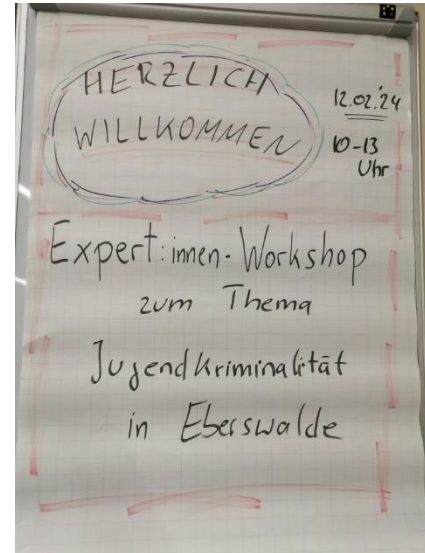 HERZLICH
WILLKOMMEN
12.02.'24
10-13
Uhr
Expert:innen-Workshop
zum Thema
Jugendkriminalität
in Eberswalde